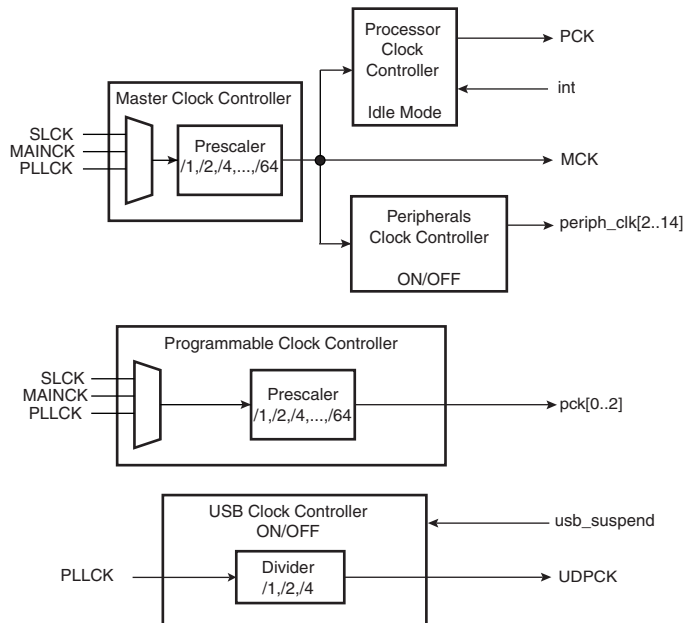 Processor
Clock
Controller
Idle Mode
PCK
int
Master Clock Controller
SLCK
MAINCK
PLLCK
Prescaler
/1,/2,/4,...,/64
MCK
Peripherals
Clock Controller
ON/OFF
periph_clk[2..14]
Programmable Clock Controller
SLCK
MAINCK
PLLCK
Prescaler
/1,/2,/4,...,/64
pck[0..2]
USB Clock Controller
ON/OFF
usb_suspend
PLLCK
Divider
/1,/2,/4
UDPCK